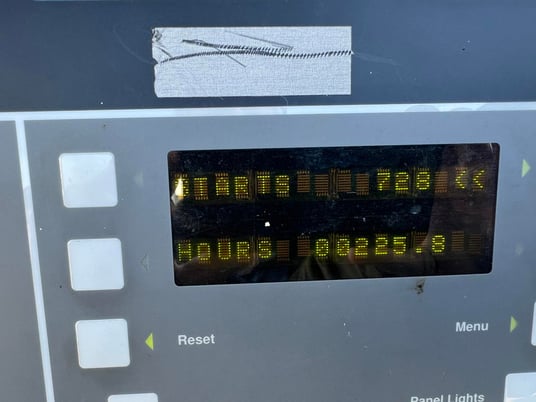 STARTS 728 <<
HOURS 00225.8
Reset
Menu
Panel Lights